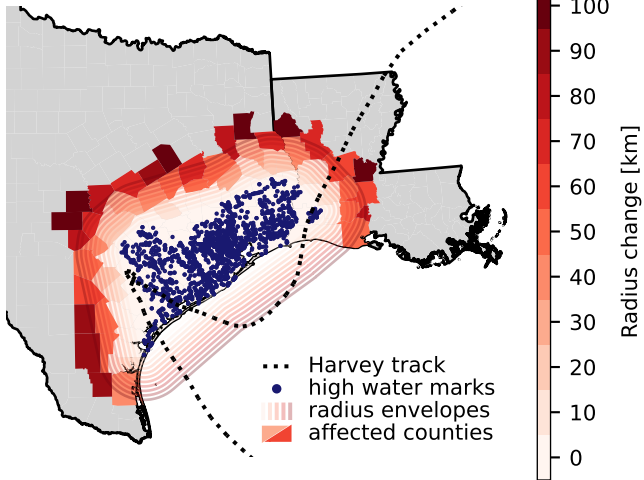 Harvey track
high water marks
radius envelopes
affected counties
100
90
80
70
60
50
40
30
20
10
0
Radius change [km]